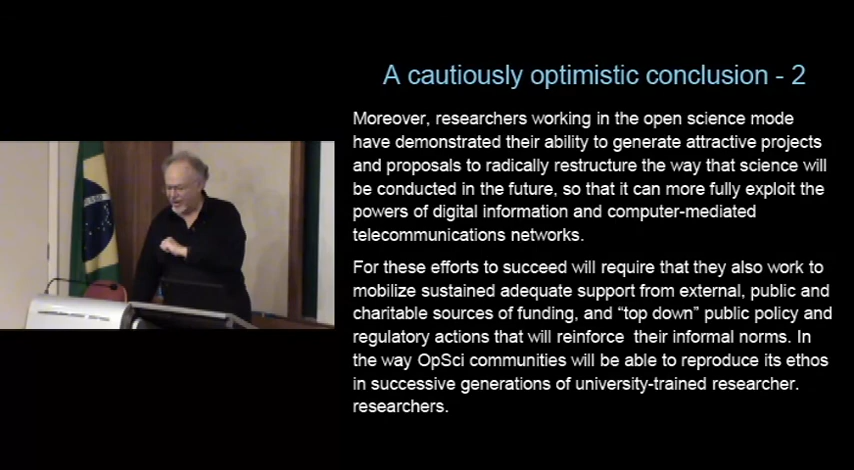 A cautiously optimistic conclusion - 2
Moreover, researchers working in the open science mode
have demonstrated their ability to generate attractive projects
and proposals to radically restructure the way that science will
be conducted in the future, so that it can more fully exploit the
powers of digital information and computer-mediated
telecommunications networks.
For these efforts to succeed will require that they also work to
mobilize sustained adequate support from external, public and
charitable sources of funding, and “top down” public policy and
regulatory actions that will reinforce their informal norms. In
the way OpSci communities will be able to reproduce its ethos
in successive generations of university-trained researcher.
researchers.